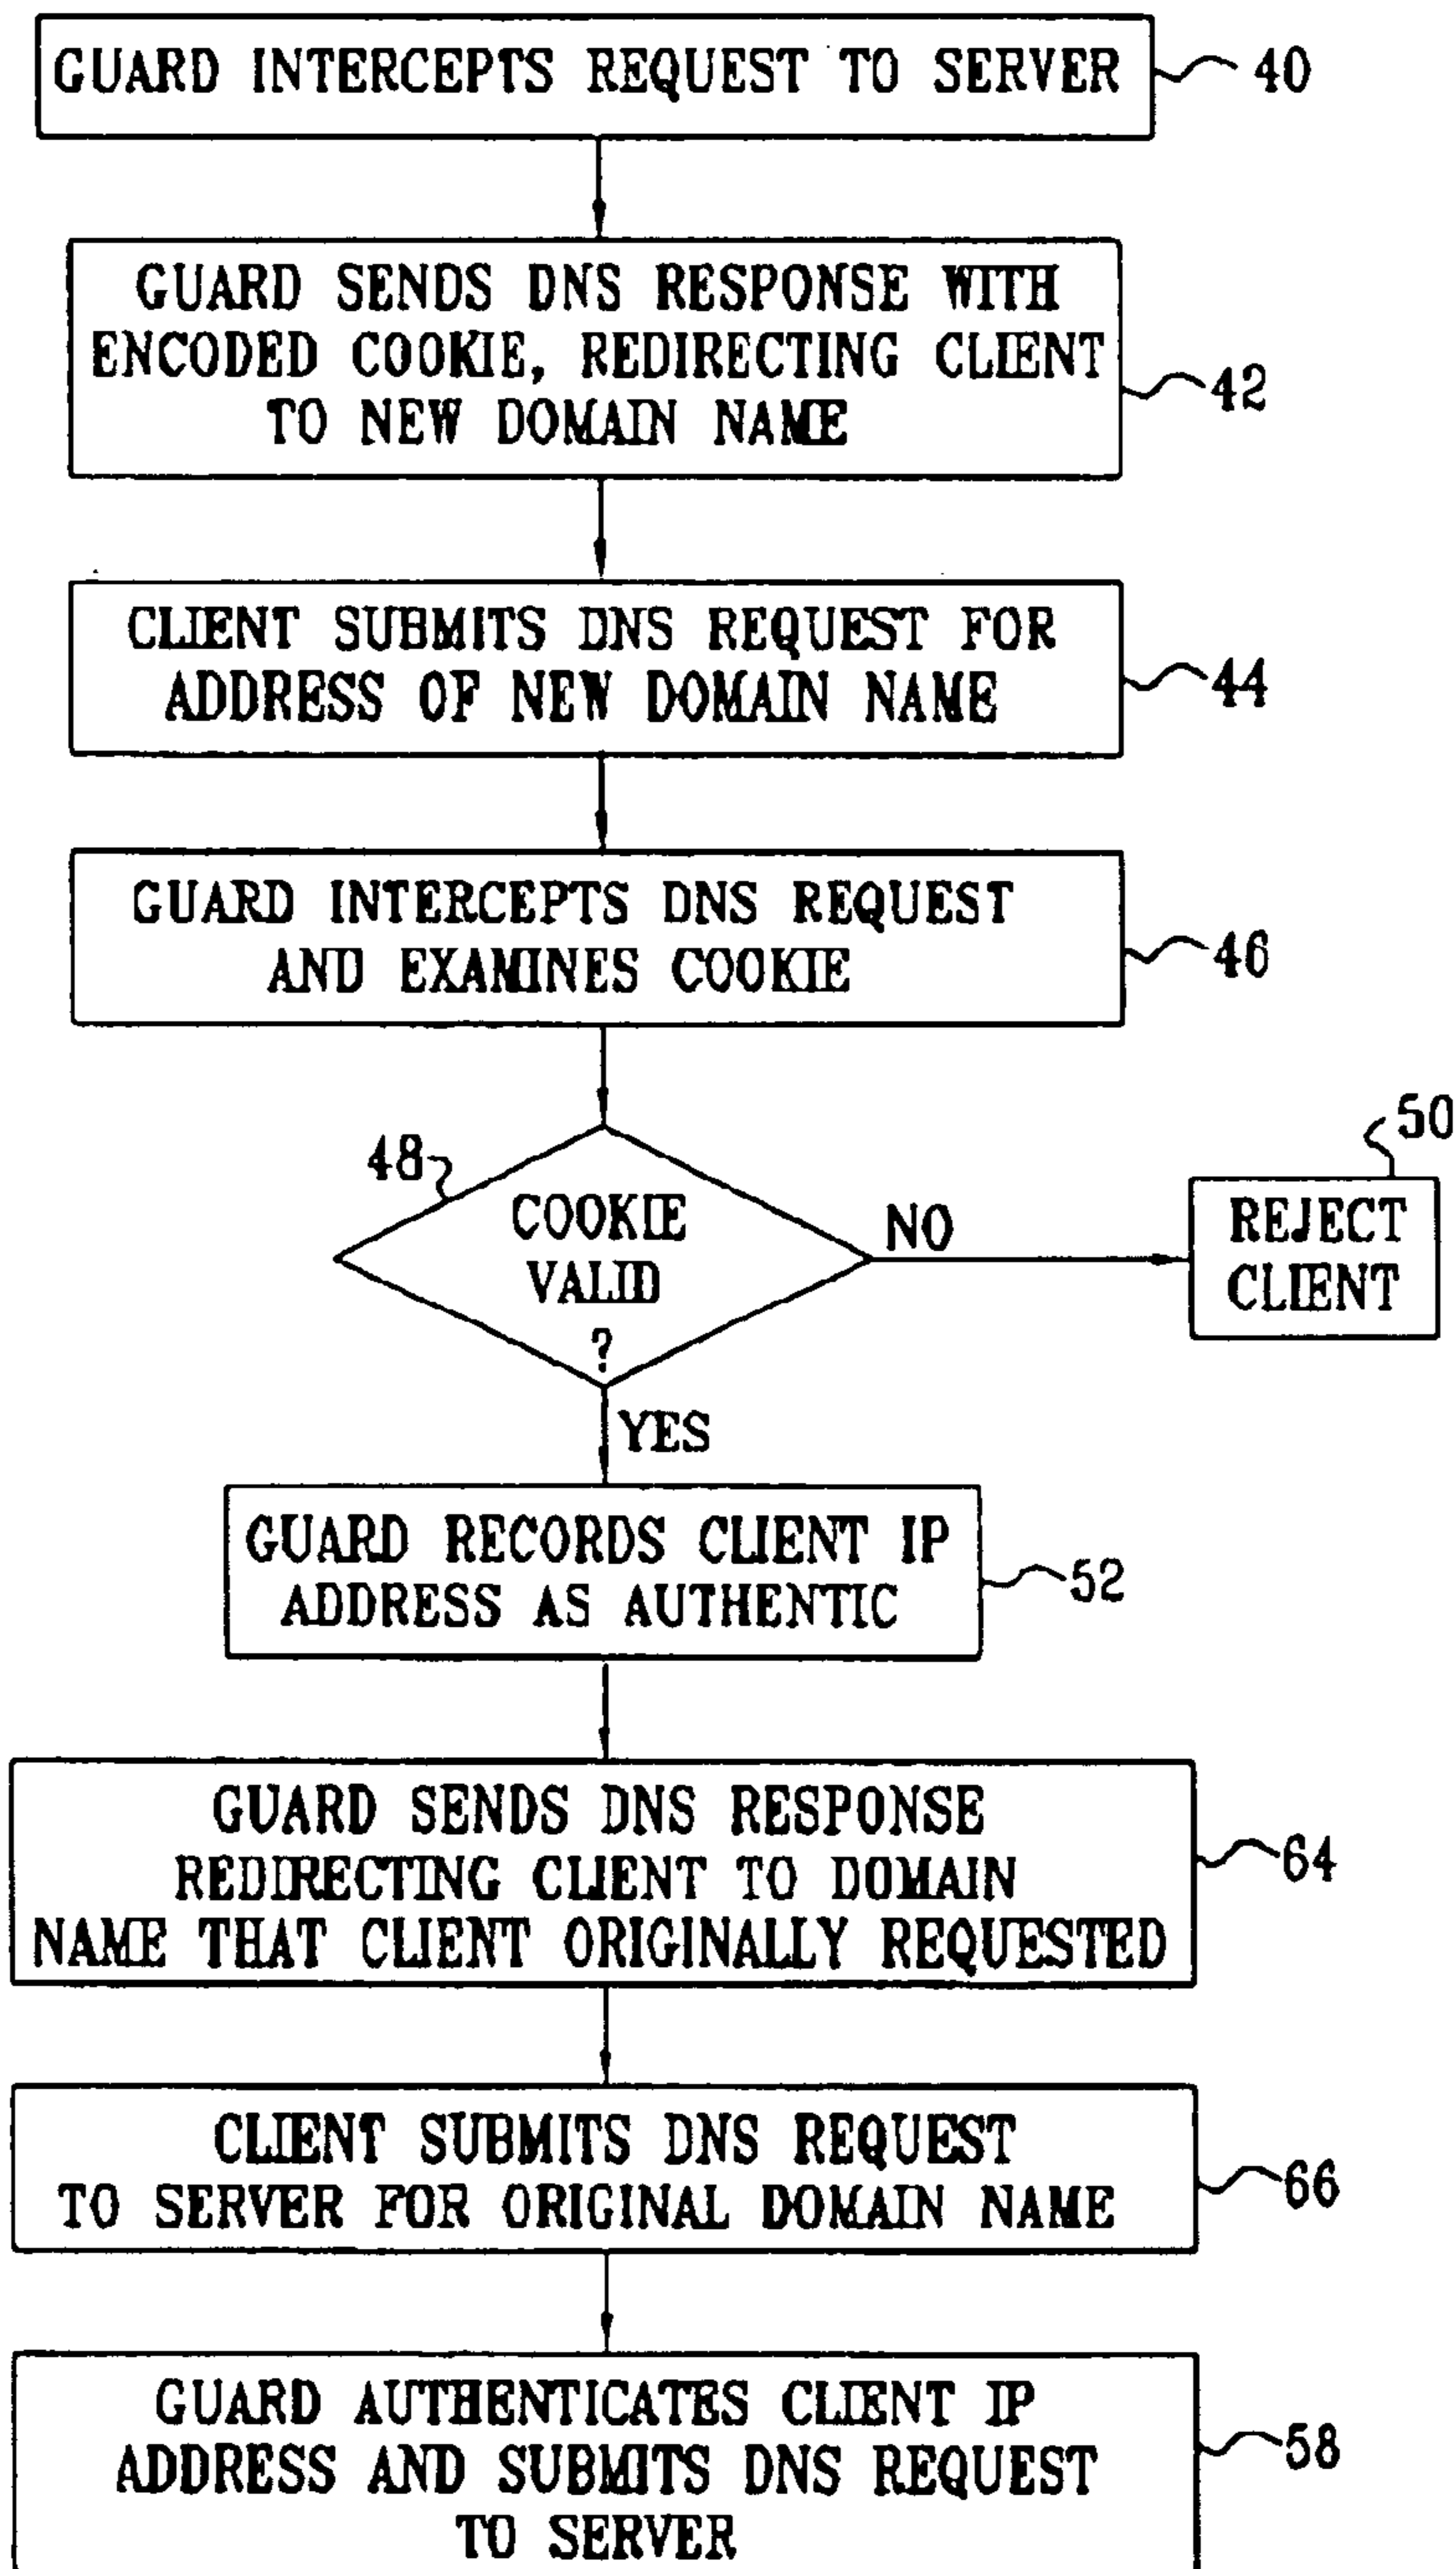 GUARD INTERCEPTS REQUEST TO SERVER
40
GUARD SENDS DNS RESPONSE WITH
ENCODED COOKIE, REDIRECTING CLIENT
TO NEW DOMAIN NAME
42
CLIENT SUBMITS DNS REQUEST FOR
ADDRESS OF NEW DOMAIN NAME
44
GUARD INTERCEPTS DNS REQUEST
AND EXAMINES COOKIE
46
48
COOKIE
VALID
?
NO
50
REJECT
CLIENT
YES
GUARD RECORDS CLIENT IP
ADDRESS AS AUTHENTIC
52
GUARD SENDS DNS RESPONSE
REDIRECTING CLIENT TO DOMAIN
NAME THAT CLIENT ORIGINALLY REQUESTED
64
CLIENT SUBMITS DNS REQUEST
TO SERVER FOR ORIGINAL DOMAIN NAME
66
GUARD AUTHENTICATES CLIENT IP
ADDRESS AND SUBMITS DNS REQUEST
TO SERVER
58